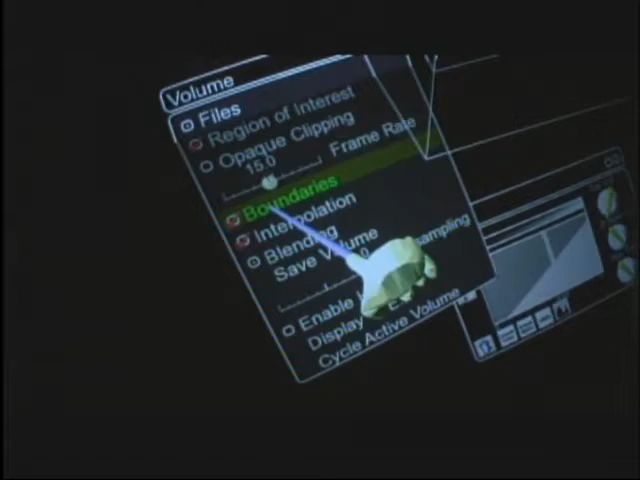 Volume
Files
Region of Interest
Opaque Clipping
15.0 Frame Rate
Boundaries
Interpolation
Blending
Save Volume
Enable
Display
Cycle Active Volume